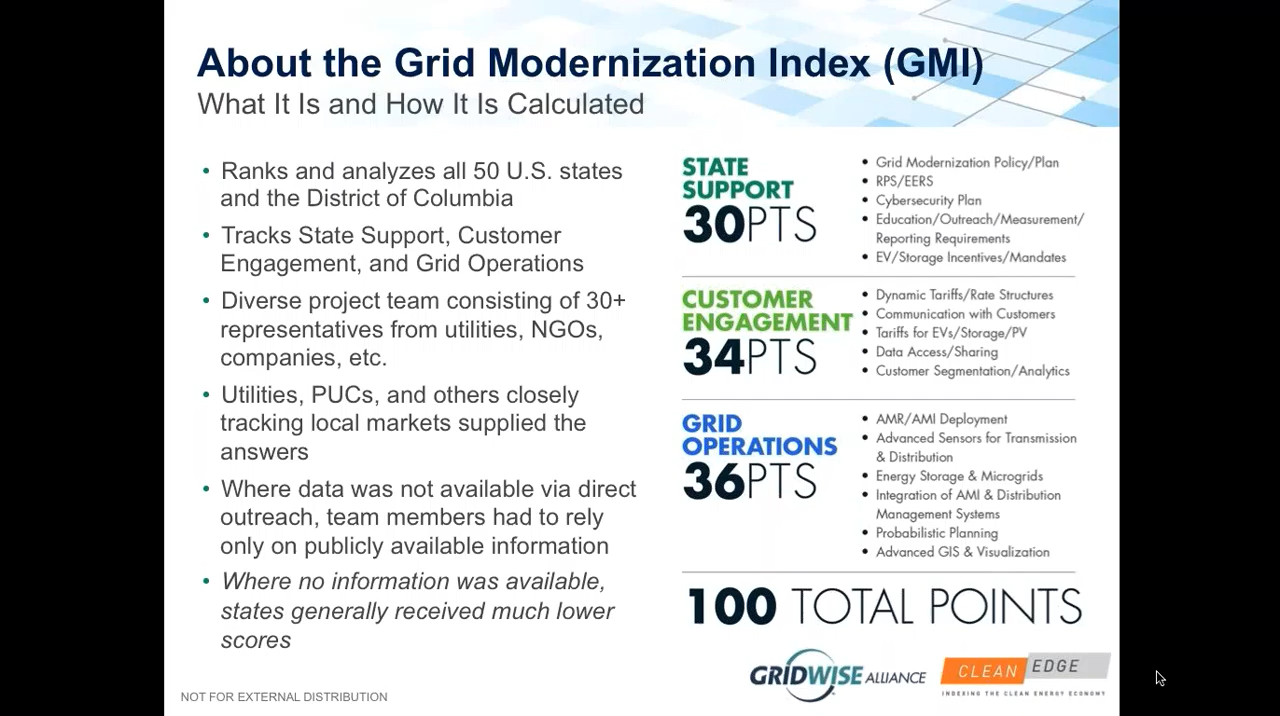 About the Grid Modernization Index (GMI)
What It Is and How It Is Calculated
• Ranks and analyzes all 50 U.S. states
and the District of Columbia
• Tracks State Support, Customer
Engagement, and Grid Operations
• Diverse project team consisting of 30+
representatives from utilities, NGOs,
companies, etc.
• Utilities, PUCs, and others closely
tracking local markets supplied the
answers
• Where data was not available via direct
outreach, team members had to rely
only on publicly available information
• Where no information was available,
states generally received much lower
scores
STATE
SUPPORT
30PTS
• Grid Modernization Policy/Plan
• RPS/EERS
• Cybersecurity Plan
• Education/Outreach/Measurement/
Reporting Requirements
• EV/Storage Incentives/Mandates
CUSTOMER
ENGAGEMENT
34PTS
• Dynamic Tariffs/Rate Structures
• Communication with Customers
• Tariffs for EVs/Storage/PV
• Data Access/Sharing
• Customer Segmentation/Analytics
GRID
OPERATIONS
36PTS
• AMR/AMI Deployment
• Advanced Sensors for Transmission
& Distribution
• Energy Storage & Microgrids
• Integration of AMI & Distribution
Management Systems
• Probabilistic Planning
• Advanced GIS & Visualization
100 TOTAL POINTS
GRIDWISE ALLIANCE
CLEAN EDGE
INDEXING THE CLEAN ENERGY ECONOMY
NOT FOR EXTERNAL DISTRIBUTION